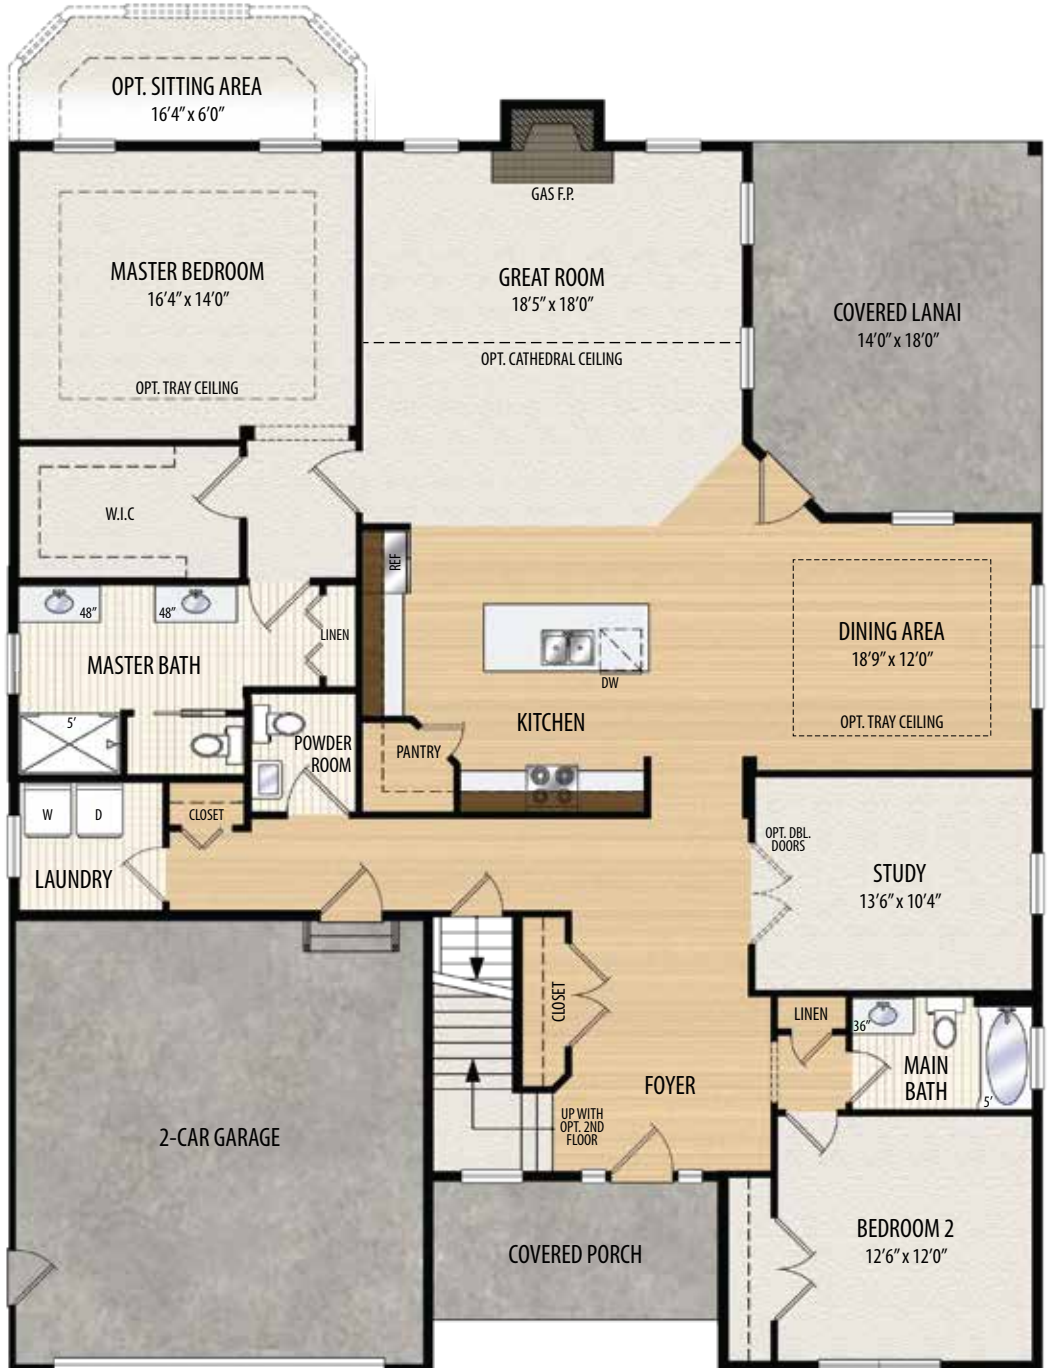 OPT. SITTING AREA
16'4" x 6'0"
GAS F.P.
MASTER BEDROOM
16'4" x 14'0"
OPT. TRAY CEILING
GREAT ROOM
18'5" x 18'0"
OPT. CATHEDRAL CEILING
COVERED LANAI
14'0" x 18'0"
W.I.C
REF
48"
48"
LINEN
MASTER BATH
5'
DW
KITCHEN
DINING AREA
18'9" x 12'0"
OPT. TRAY CEILING
POWDER
ROOM
PANTRY
W
D
CLOSET
LAUNDRY
OPT. DBL.
DOORS
STUDY
13'6" x 10'4"
CLOSET
LINEN
36"
MAIN
BATH
5'
FOYER
UP WITH
OPT. 2ND
FLOOR
2-CAR GARAGE
COVERED PORCH
BEDROOM 2
12'6" x 12'0"